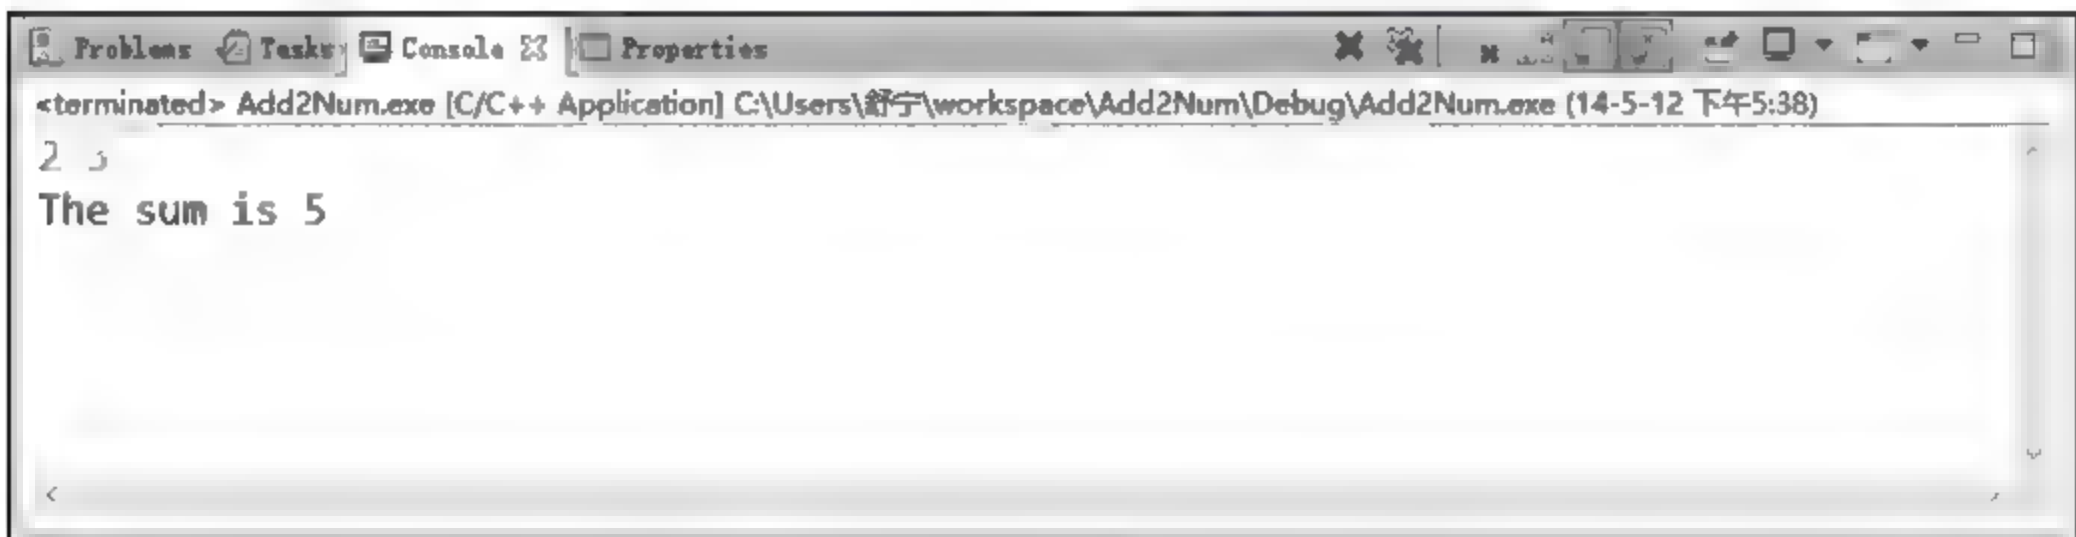 Problems Tasks Console Properties
<terminated> Add2Num.exe [C/C++ Application] C:\Users\舒宁\workspace\Add2Num\Debug\Add2Num.exe (14-5-12 下午5:38)
2 3
The sum is 5